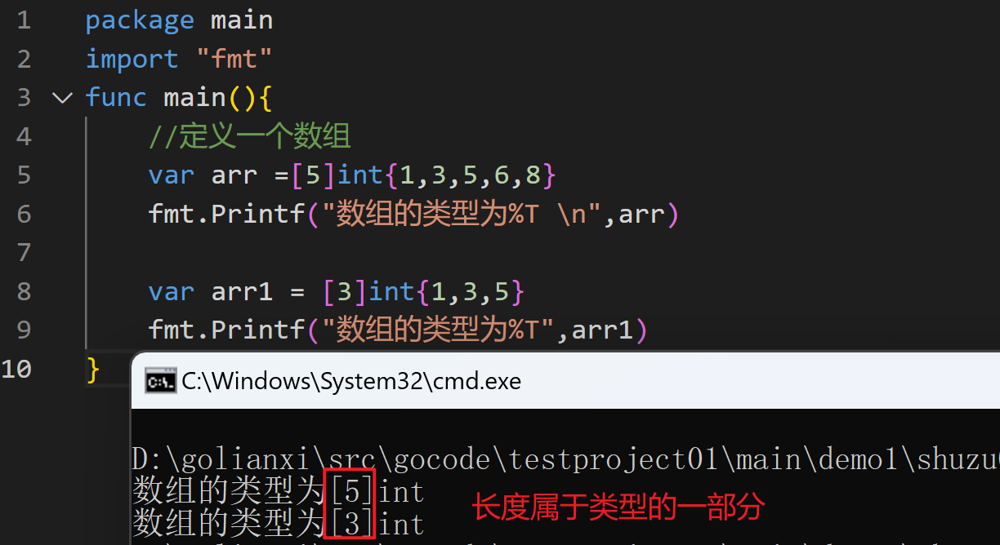 1 package main
2 import "fmt"
3 func main(){
4 //定义一个数组
5 var arr =[5]int{1,3,5,6,8}
6 fmt.Printf("数组的类型为%T \n",arr)
7
8 var arr1 = [3]int{1,3,5}
9 fmt.Printf("数组的类型为%T",arr1)
10 }
C:\Windows\System32\cmd.exe
D:\golianxi\src\gocode\testproject01\main\demo1\shuzu
数组的类型为[5]int
数组的类型为[3]int
长度属于类型的一部分